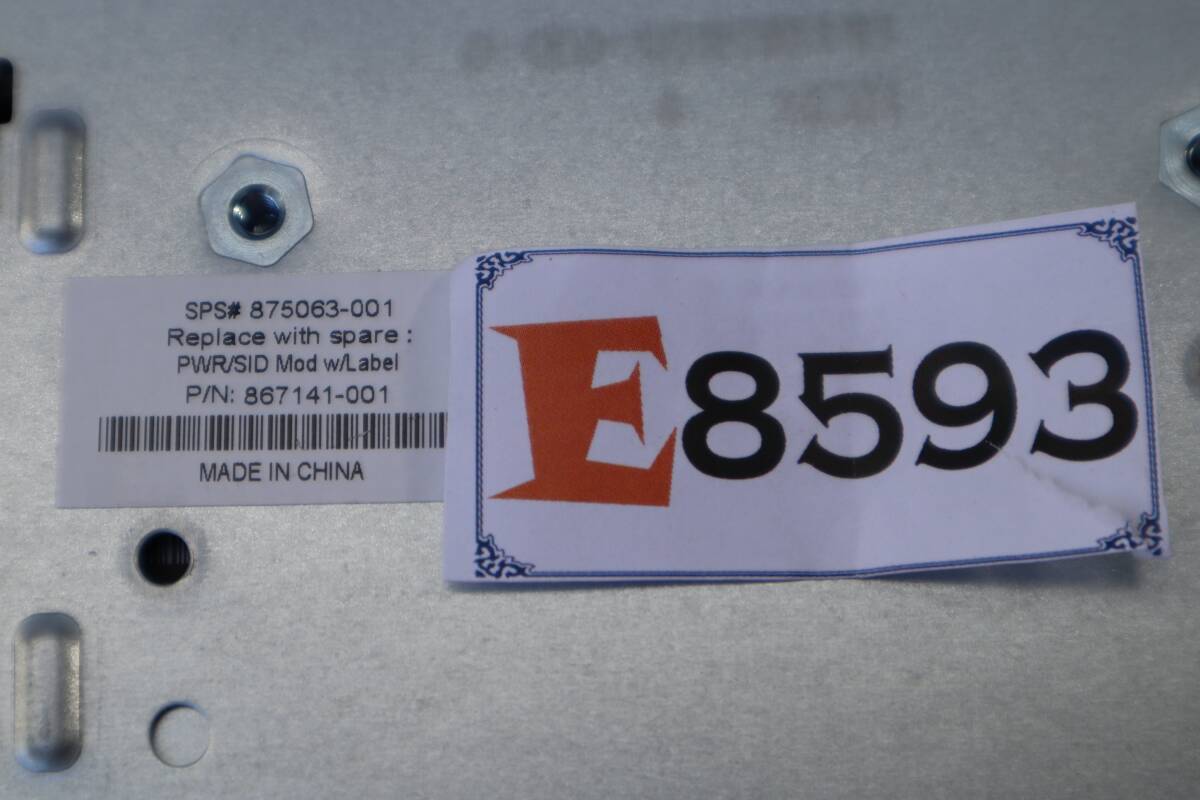 SPS# 875063-001
Replace with spare :
PWR/SID Mod w/Label
P/N: 867141-001
MADE IN CHINA
E8593